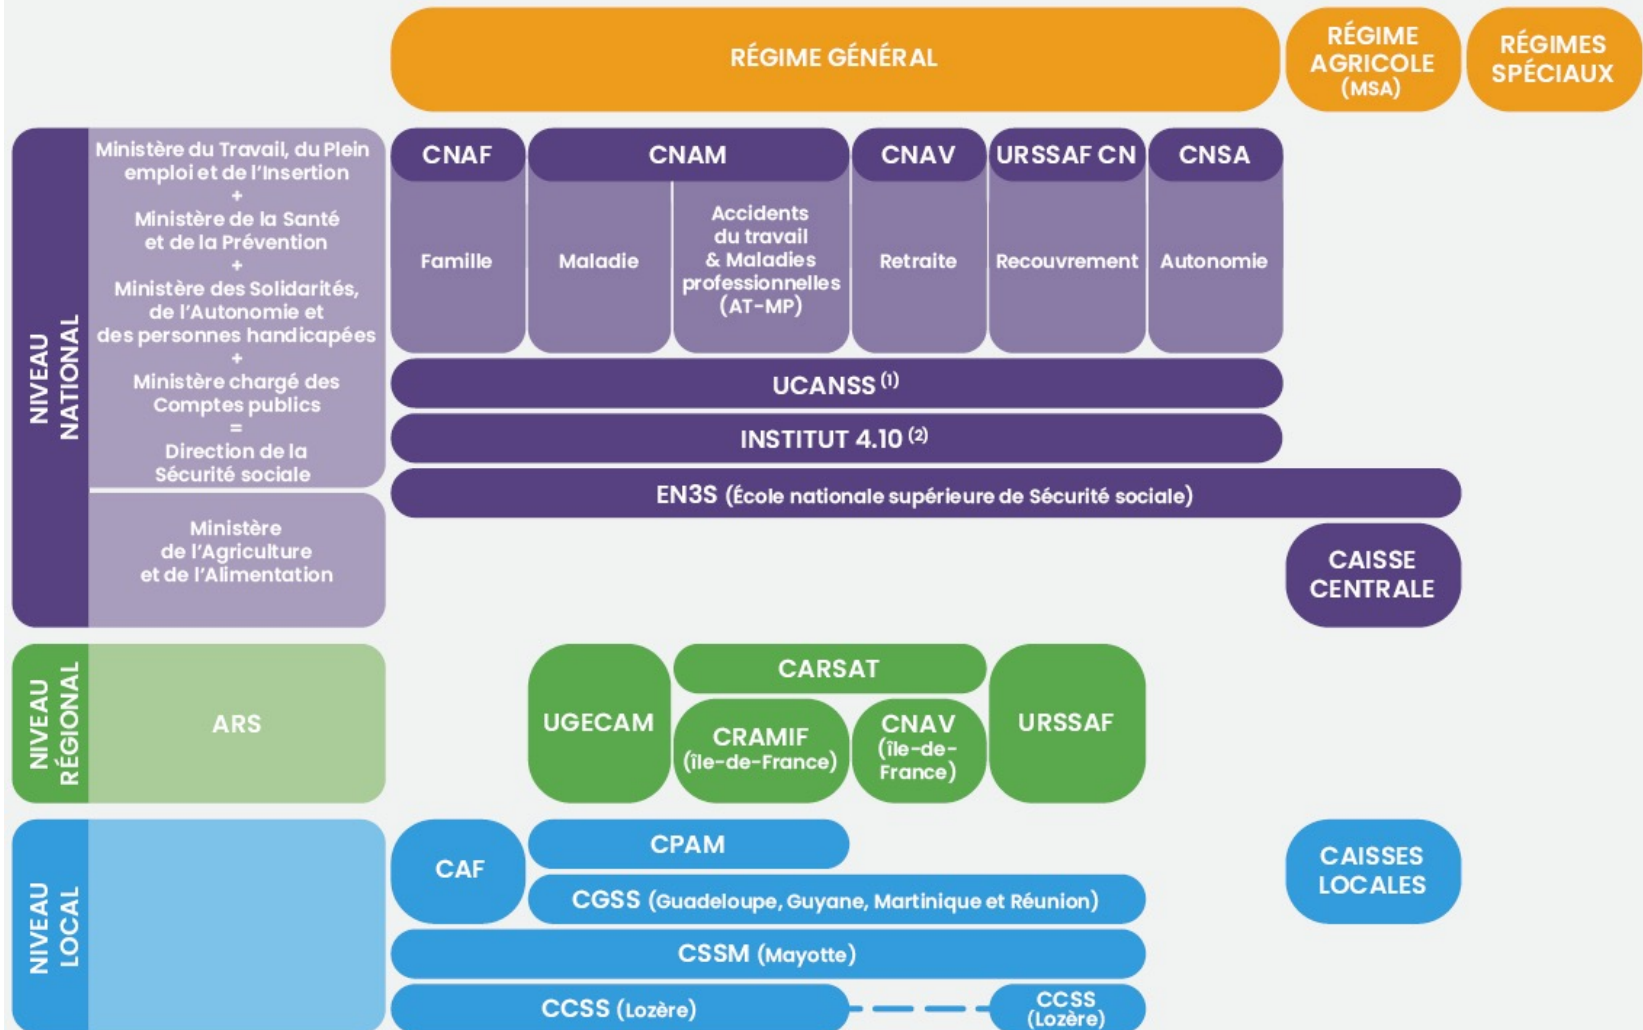 RÉGIME GÉNÉRAL
RÉGIME
AGRICOLE
(MSA)
RÉGIMES
SPÉCIAUX
NIVEAU
NATIONAL
Ministère du Travail, du Plein
emploi et de l'Insertion
+
Ministère de la Santé
et de la Prévention
+
Ministère des Solidarités,
de l'Autonomie et
des personnes handicapées
+
Ministère chargé des
Comptes publics
=
Direction de la
Sécurité sociale
Ministère
de l'Agriculture
et de l'Alimentation
CNAF
Famille
CNAM
Maladie
Accidents
du travail
& Maladies
professionnelles
(AT-MP)
CNAV
Retraite
URSSAF CN
Recouvrement
CNSA
Autonomie
UCANSS (1)
INSTITUT 4.10 (2)
EN3S (École nationale supérieure de Sécurité sociale)
CAISSE
CENTRALE
NIVEAU
RÉGIONAL
ARS
UGECAM
CARSAT
CRAMIF
(île-de-France)
CNAV
(île-de-
France)
URSSAF
NIVEAU
LOCAL
CAF
CPAM
CGSS (Guadeloupe, Guyane, Martinique et Réunion)
CSSM (Mayotte)
CCSS (Lozère)
CCSS
(Lozère)
CAISSES
LOCALES